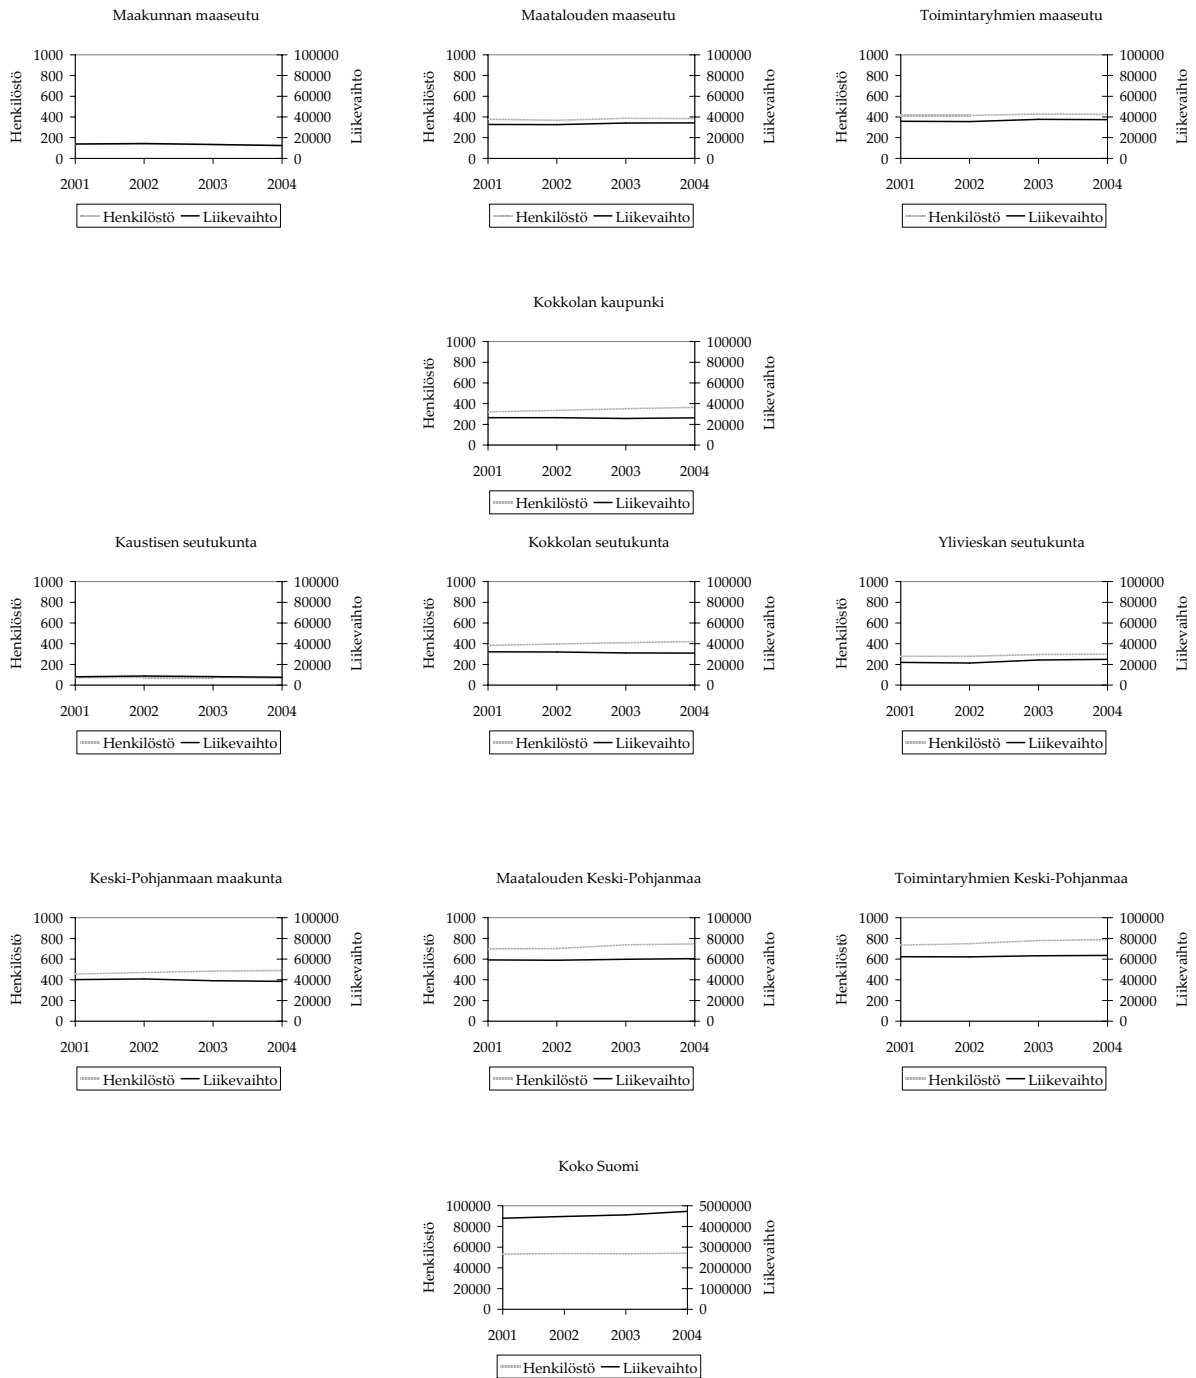 Maakunnan maaseutu
Henkilöstö
1000
800
600
400
200
0
100000
80000
60000
40000
20000
0
Liikevaihto
2001 2002 2003 2004
Henkilöstö Liikevaihto
Maatalouden maaseutu
Henkilöstö
1000
800
600
400
200
0
100000
80000
60000
40000
20000
0
Liikevaihto
2001 2002 2003 2004
Henkilöstö Liikevaihto
Toimintaryhmien maaseutu
Henkilöstö
1000
800
600
400
200
0
100000
80000
60000
40000
20000
0
Liikevaihto
2001 2002 2003 2004
Henkilöstö Liikevaihto
Kokkolan kaupunki
Henkilöstö
1000
800
600
400
200
0
100000
80000
60000
40000
20000
0
Liikevaihto
2001 2002 2003 2004
Henkilöstö Liikevaihto
Kaustisen seutukunta
Henkilöstö
1000
800
600
400
200
0
100000
80000
60000
40000
20000
0
Liikevaihto
2001 2002 2003 2004
Henkilöstö Liikevaihto
Kokkolan seutukunta
Henkilöstö
1000
800
600
400
200
0
100000
80000
60000
40000
20000
0
Liikevaihto
2001 2002 2003 2004
Henkilöstö Liikevaihto
Ylivieskan seutukunta
Henkilöstö
1000
800
600
400
200
0
100000
80000
60000
40000
20000
0
Liikevaihto
2001 2002 2003 2004
Henkilöstö Liikevaihto
Keski-Pohjanmaan maakunta
Henkilöstö
1000
800
600
400
200
0
100000
80000
60000
40000
20000
0
Liikevaihto
2001 2002 2003 2004
Henkilöstö Liikevaihto
Maatalouden Keski-Pohjanmaa
Henkilöstö
1000
800
600
400
200
0
100000
80000
60000
40000
20000
0
Liikevaihto
2001 2002 2003 2004
Henkilöstö Liikevaihto
Toimintaryhmien Keski-Pohjanmaa
Henkilöstö
1000
800
600
400
200
0
100000
80000
60000
40000
20000
0
Liikevaihto
2001 2002 2003 2004
Henkilöstö Liikevaihto
Koko Suomi
Henkilöstö
100000
80000
60000
40000
20000
0
5000000
4000000
3000000
2000000
1000000
0
Liikevaihto
2001 2002 2003 2004
Henkilöstö Liikevaihto